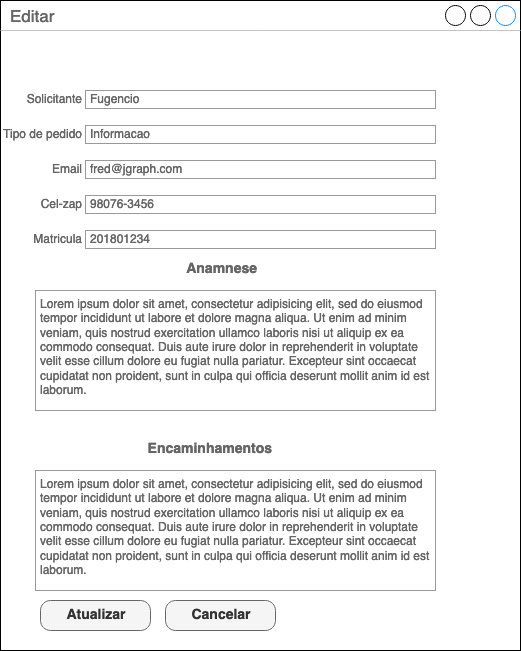 Editar
Solicitante Fugencio
Tipo de pedido Informacao
Email fred@jgraph.com
Cel-zap 98076-3456
Matricula 201801234
Anamnese
Lorem ipsum dolor sit amet, consectetur adipisicing elit, sed do eiusmod
tempor incididunt ut labore et dolore magna aliqua. Ut enim ad minim
veniam, quis nostrud exercitation ullamco laboris nisi ut aliquip ex ea
commodo consequat. Duis aute irure dolor in reprehenderit in voluptate
velit esse cillum dolore eu fugiat nulla pariatur. Excepteur sint occaecat
cupidatat non proident, sunt in culpa qui officia deserunt mollit anim id est
laborum.
Encaminhamentos
Lorem ipsum dolor sit amet, consectetur adipisicing elit, sed do eiusmod
tempor incididunt ut labore et dolore magna aliqua. Ut enim ad minim
veniam, quis nostrud exercitation ullamco laboris nisi ut aliquip ex ea
commodo consequat. Duis aute irure dolor in reprehenderit in voluptate
velit esse cillum dolore eu fugiat nulla pariatur. Excepteur sint occaecat
cupidatat non proident, sunt in culpa qui officia deserunt mollit anim id est
laborum.
Atualizar Cancelar